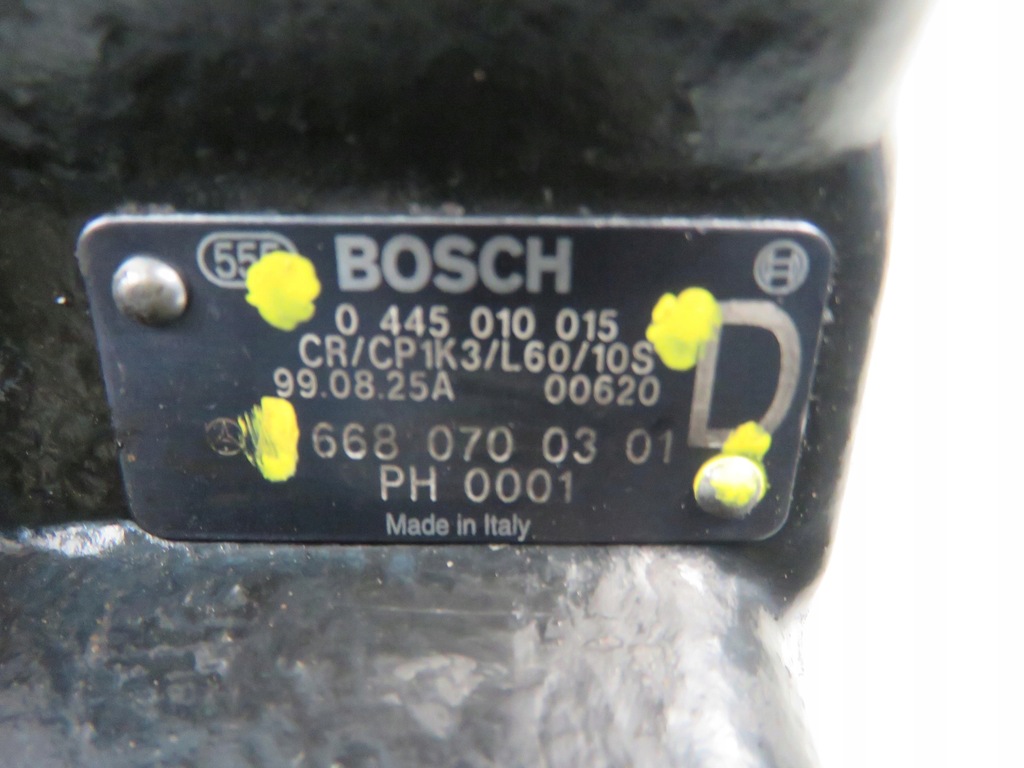 BOSCH
0 445 010 015
CR/CP1K3/L60/10S
D
99.08.25A 00620
668 070 03 01
PH 0001
Made in Italy